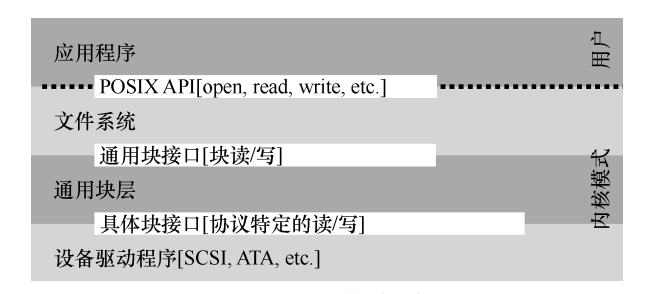 应用程序
用户
POSIX API[open, read, write, etc.]
文件系统
通用块接口[块读/写]
内核模式
通用块层
具体块接口[协议特定的读/写]
设备驱动程序[SCSI, ATA, etc.]